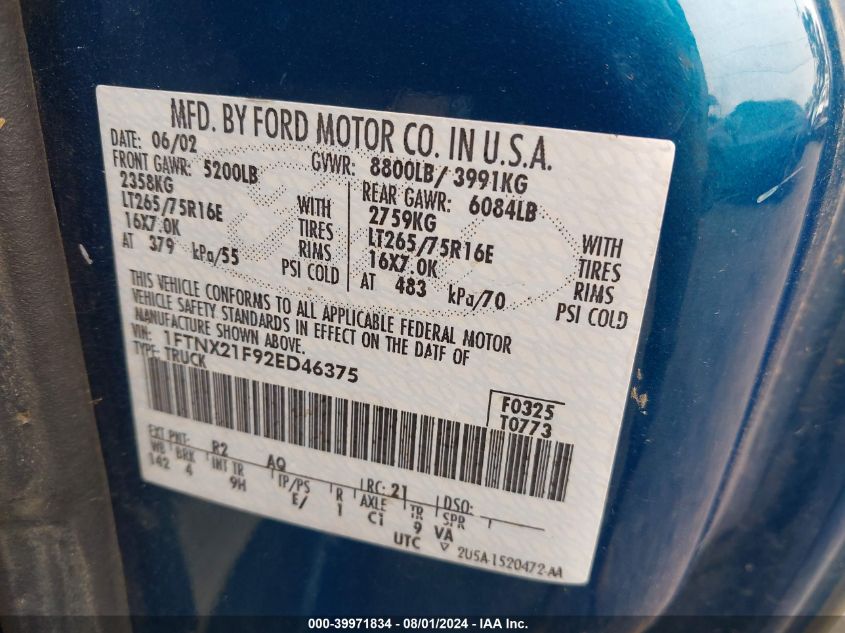 MFD. BY FORD MOTOR CO. IN U.S.A.
DATE: 06/02 GVWR: 8800LB/ 3991KG
FRONT GAWR: 5200LB REAR GAWR: 6084LB
2358KG 2759KG
LT265/75R16E WITH TIRES LT265/75R16E WITH TIRES
16X7.0K RIMS 16X7.0K RIMS
AT 379 kPa/55 PSI COLD AT 483 kPa/70 PSI COLD
THIS VEHICLE CONFORMS TO ALL APPLICABLE FEDERAL MOTOR
VEHICLE SAFETY STANDARDS IN EFFECT ON THE DATE OF
MANUFACTURE SHOWN ABOVE.
VIN: 1FTNX21F92ED46375
TYPE: TRUCK
F0325
T0773
EXT PNT: R2 AQ RC: 21 DSO:
WB BRK INT TR TP/PS R AXLE TR SPR
142 4 9H E/ 1 C1 9 VA
UTC ▽ 2U5A-1520472-AA
000-39971834 - 08/01/2024 - IAA Inc.